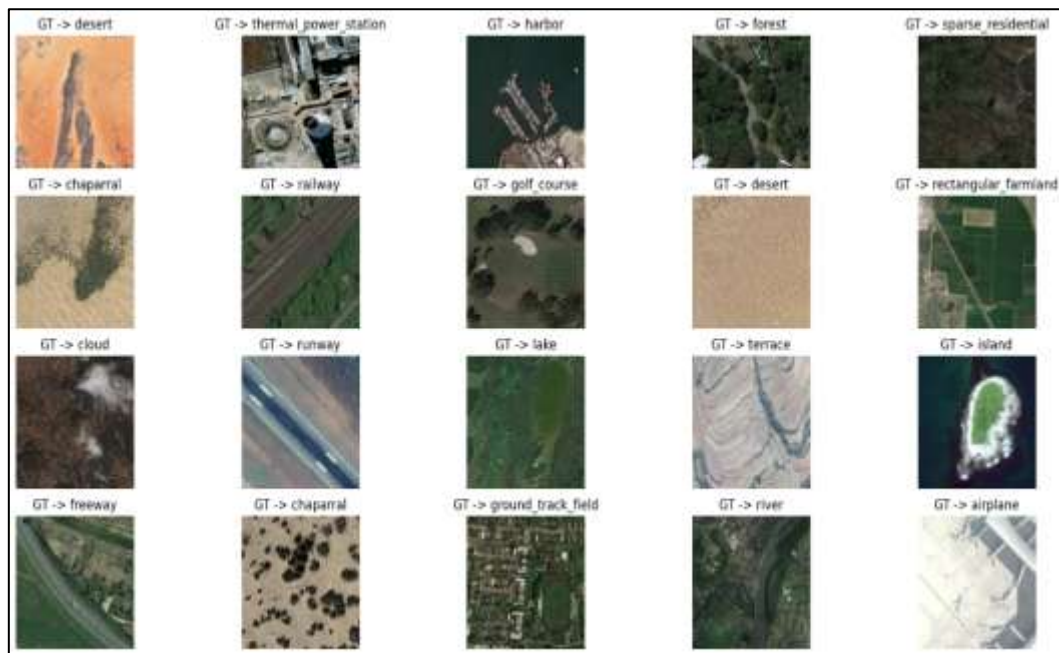 GT -> desert
GT -> thermal_power_station
GT -> harbor
GT -> forest
GT -> sparse_residential
GT -> chaparral
GT -> railway
GT -> golf_course
GT -> desert
GT -> rectangular_farmland
GT -> cloud
GT -> runway
GT -> lake
GT -> terrace
GT -> island
GT -> freeway
GT -> chaparral
GT -> ground_track_field
GT -> river
GT -> airplane